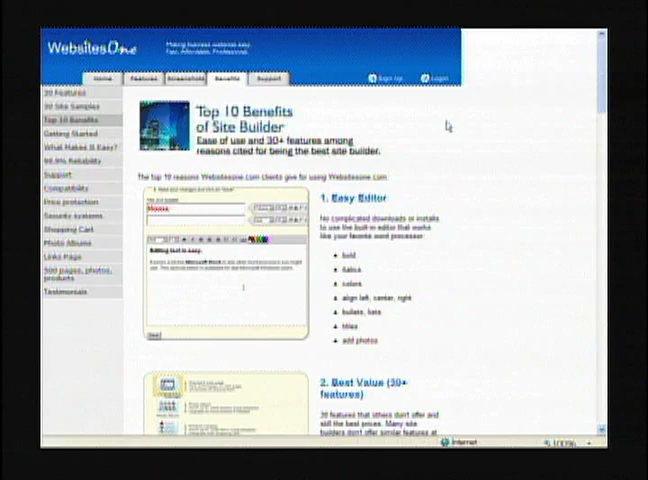 WebsitesOne
Making business websites easy.
Fast. Affordable. Professional.
Home
Features
Screenshots
Benefits
Support
Sign Up
Login
30 Features
30 Site Samples
Top 10 Benefits
Getting Started
What Makes It Easy?
99.9% Reliability
Support
Compatibility
Price protection
Security systems
Shopping Cart
Photo Albums
Links Page
500 pages, photos,
products
Testimonials
Top 10 Benefits
of Site Builder
Ease of use and 30+ features among
reasons cited for being the best site builder.
The top 10 reasons Websitesone.com clients give for using Websitesone.com:
Editing text is easy.
1. Easy Editor
No complicated downloads or installs
to use the built-in editor that works
like your favorite word processor:
bold
italics
colors
align left, center, right
bullets, lists
titles
add photos
2. Best Value (30+
features)
30 features that others don't offer and
still the best prices. Many site
builders don't offer similar features at
Internet
100%